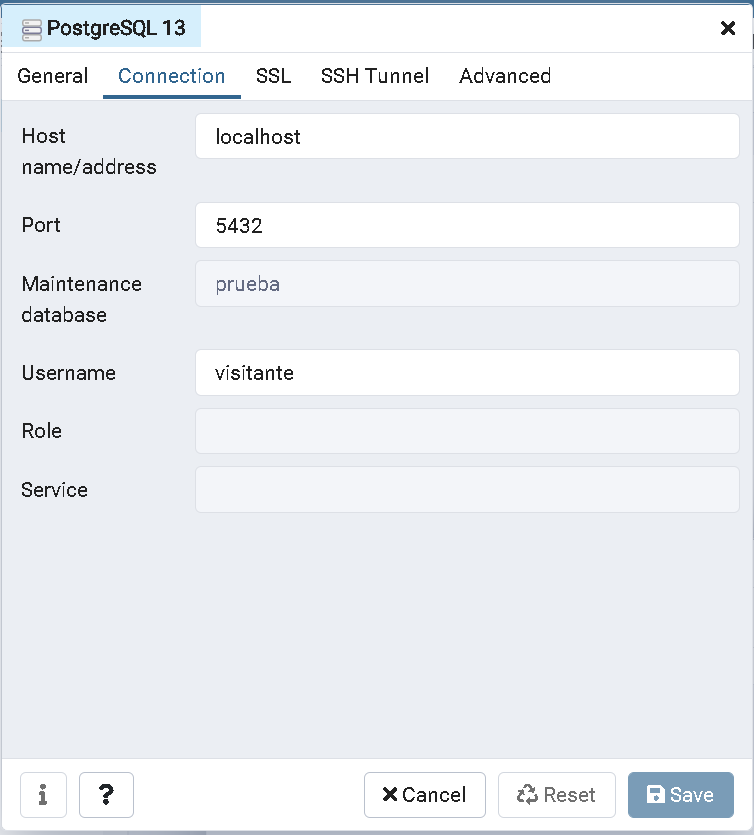 PostgreSQL 13
General Connection SSL SSH Tunnel Advanced
Host
name/address
localhost
Port
5432
Maintenance
database
prueba
Username
visitante
Role
Service
i ? Cancel Reset Save